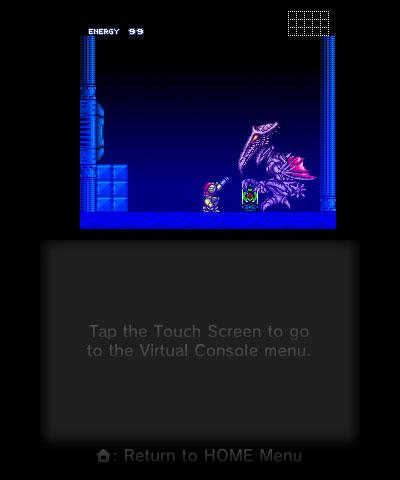 ENERGY 99
Tap the Touch Screen to go
to the Virtual Console menu.
: Return to HOME Menu